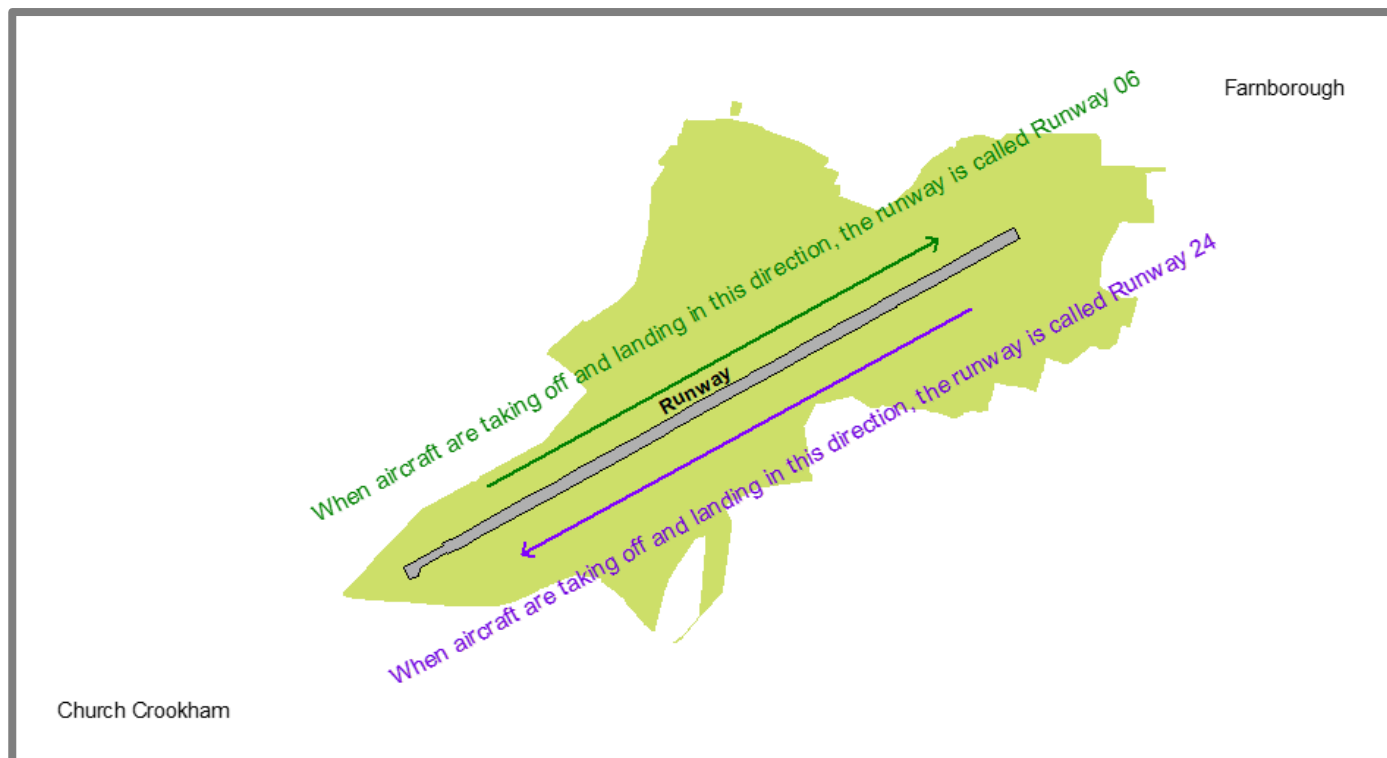 Farnborough
When aircraft are taking off and landing in this direction, the runway is called Runway 06
Runway
When aircraft are taking off and landing in this direction, the runway is called Runway 24
Church Crookham